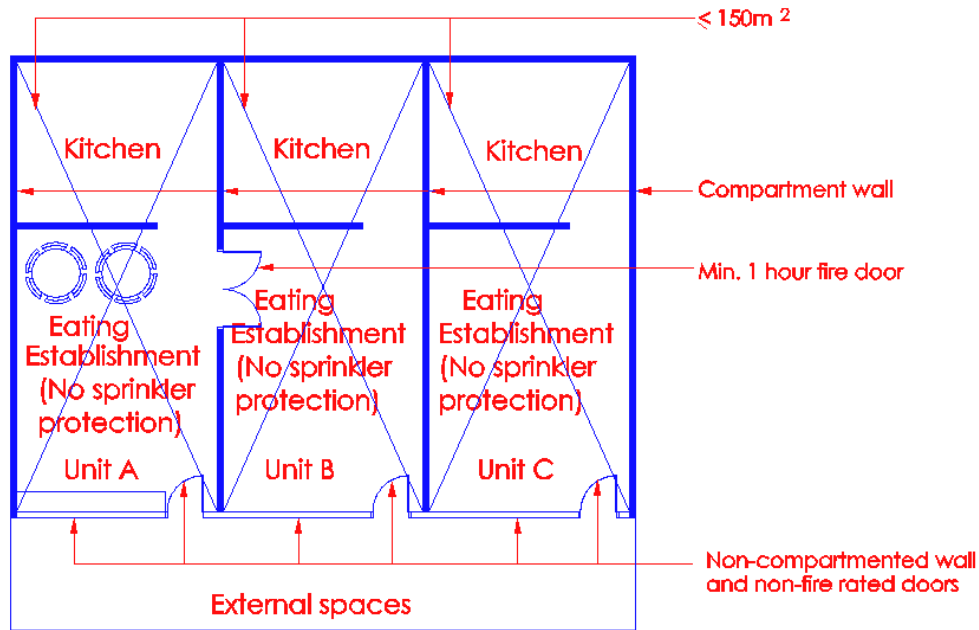 ≤ 150m ²
Kitchen
Kitchen
Kitchen
Compartment wall
Min. 1 hour fire door
Eating
Establishment
(No sprinkler
protection)
Unit A
Eating
Establishment
(No sprinkler
protection)
Unit B
Eating
Establishment
(No sprinkler
protection)
Unit C
Non-compartmented wall
and non-fire rated doors
External spaces